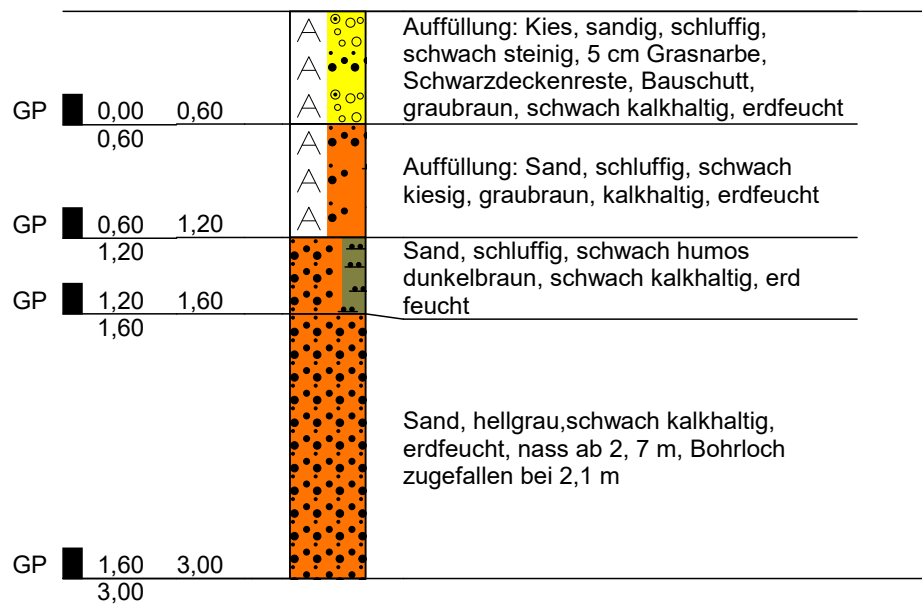 Auffüllung: Kies, sandig, schluffig,
schwach steinig, 5 cm Grasnarbe,
Schwarzdeckenreste, Bauschutt,
graubraun, schwach kalkhaltig, erdfeucht
GP 0,00 0,60
0,60
A
A
A
Auffüllung: Sand, schluffig, schwach
kiesig, graubraun, kalkhaltig, erdfeucht
GP 0,60 1,20
1,20
A
A
A
Sand, schluffig, schwach humos
dunkelbraun, schwach kalkhaltig, erd
feucht
GP 1,20 1,60
1,60
Sand, hellgrau,schwach kalkhaltig,
erdfeucht, nass ab 2, 7 m, Bohrloch
zugefallen bei 2,1 m
GP 1,60 3,00
3,00